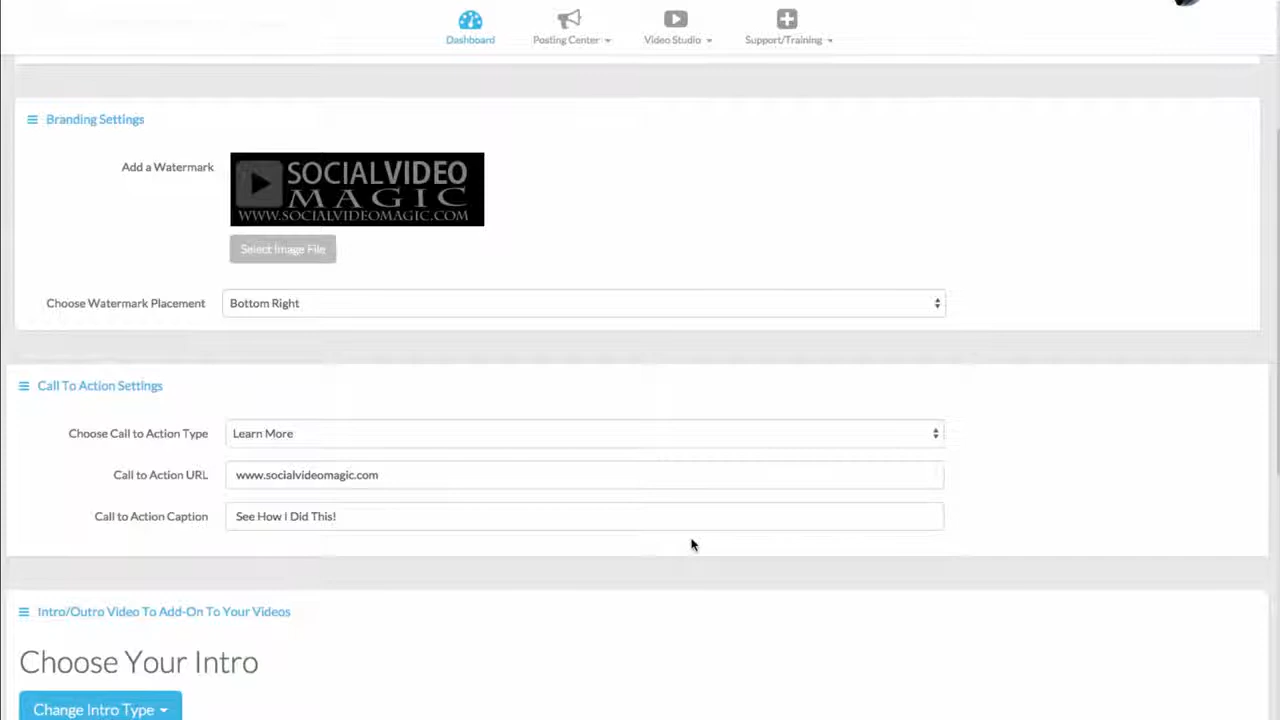 Dashboard Posting Center Video Studio Support/Training
Branding Settings
Add a Watermark
SOCIALVIDEO
MAGIC
WWW.SOCIALVIDEOMAGIC.COM
Select Image File
Choose Watermark Placement Bottom Right
Call To Action Settings
Choose Call to Action Type Learn More
Call to Action URL www.socialvideomagic.com
Call to Action Caption See How I Did This!
Intro/Outro Video To Add-On To Your Videos
Choose Your Intro
Change Intro Type